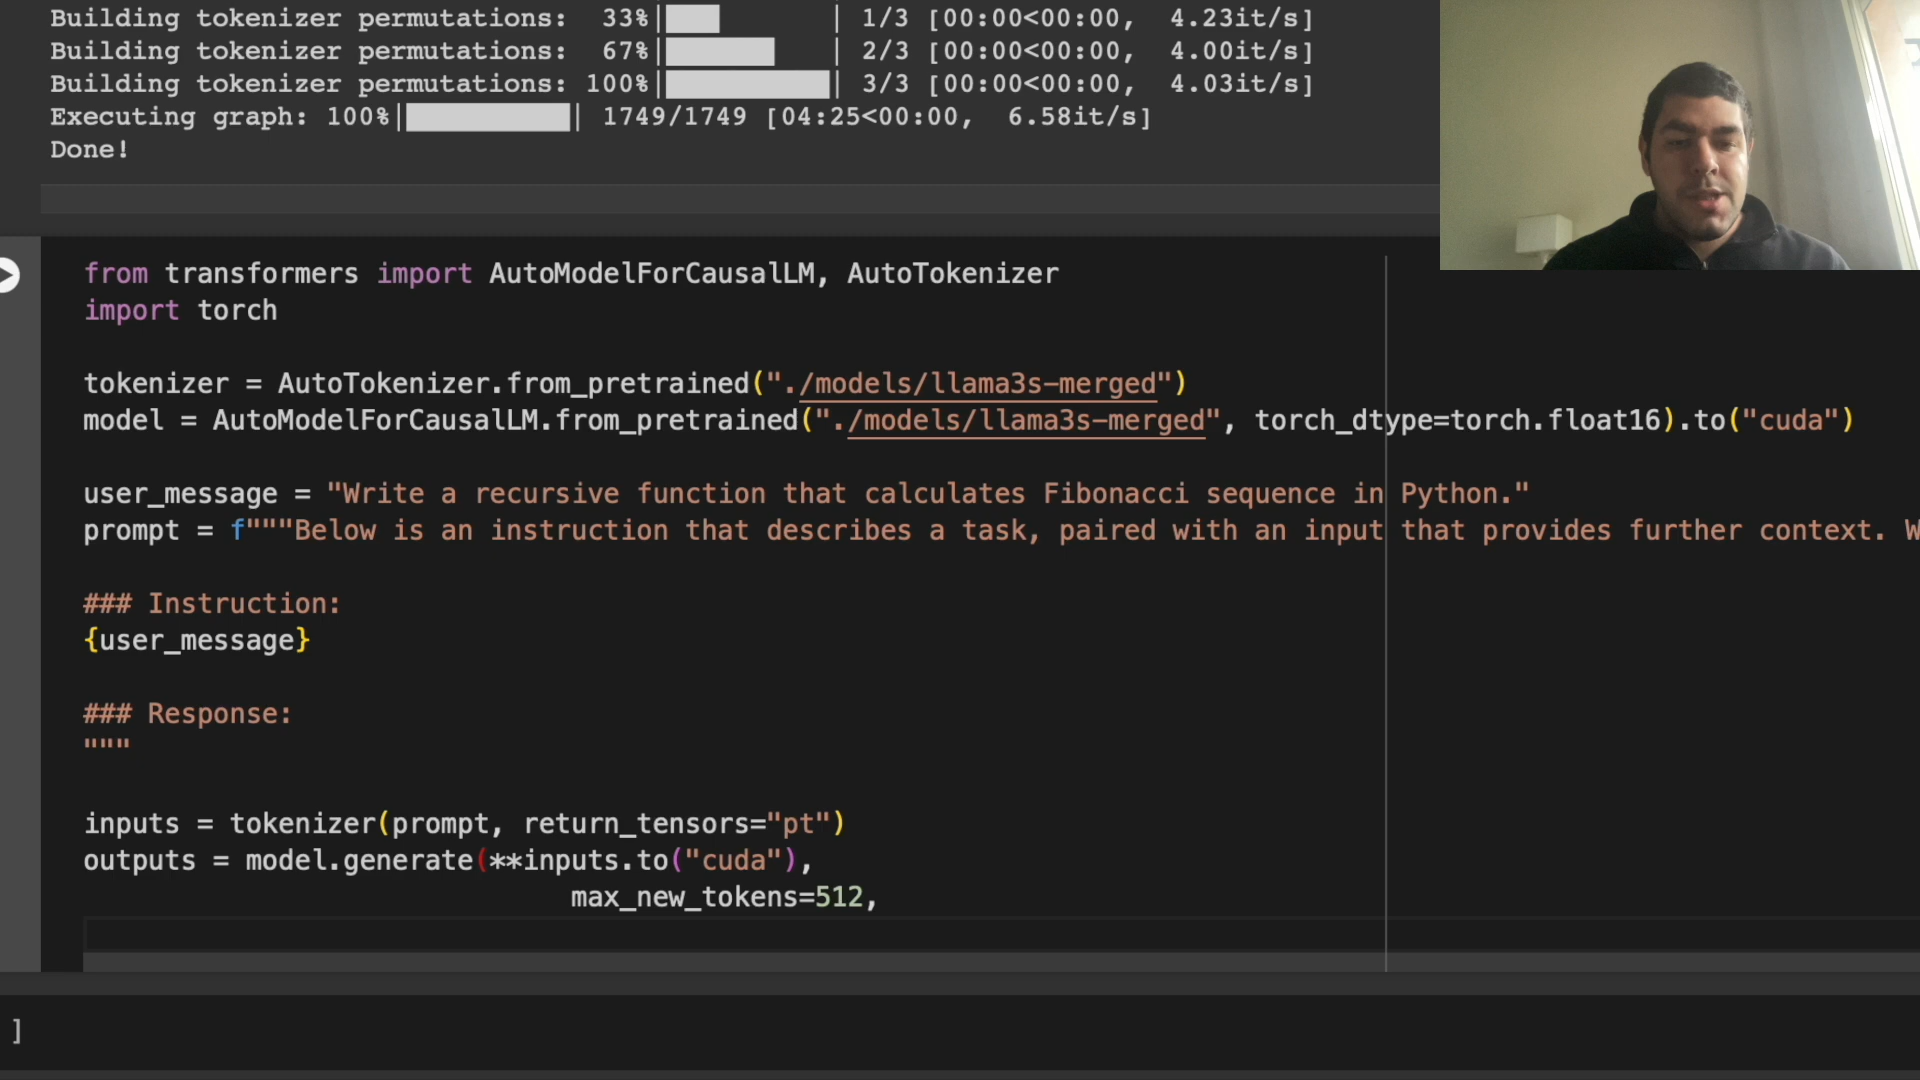 Building tokenizer permutations:  33%|          | 1/3 [00:00<00:00,  4.23it/s]
Building tokenizer permutations:  67%|          | 2/3 [00:00<00:00,  4.00it/s]
Building tokenizer permutations: 100%|          | 3/3 [00:00<00:00,  4.03it/s]
Executing graph: 100%|          | 1749/1749 [04:25<00:00,  6.58it/s]
Done!
from transformers import AutoModelForCausalLM, AutoTokenizer
import torch
tokenizer = AutoTokenizer.from_pretrained("./models/llama3s-merged")
model = AutoModelForCausalLM.from_pretrained("./models/llama3s-merged", torch_dtype=torch.float16).to("cuda")
user_message = "Write a recursive function that calculates Fibonacci sequence in Python."
prompt = f"""Below is an instruction that describes a task, paired with an input that provides further context. W
### Instruction:
{user_message}
### Response:
"""
inputs = tokenizer(prompt, return_tensors="pt")
outputs = model.generate(**inputs.to("cuda"),
max_new_tokens=512,
]